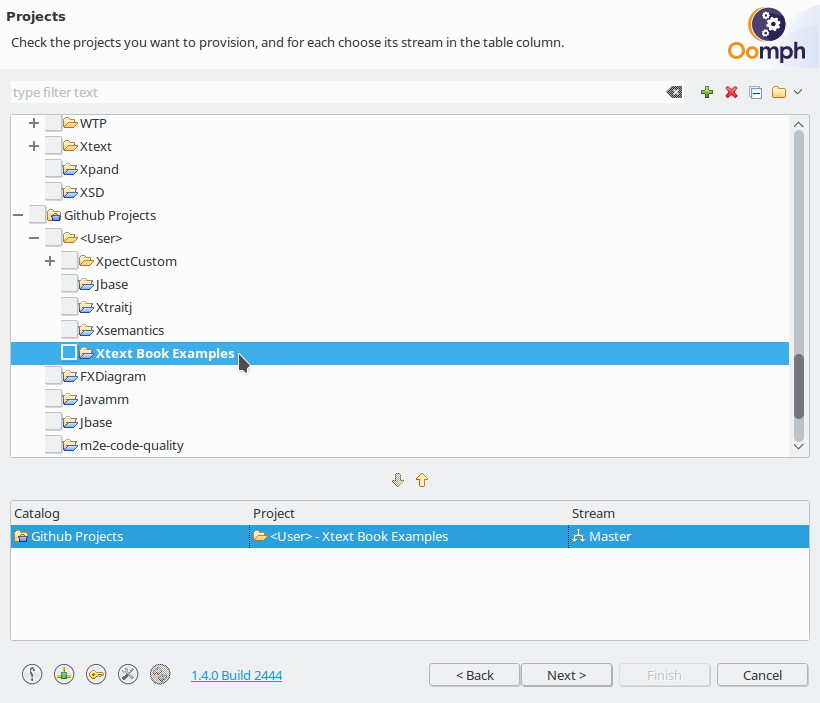 Projects
Check the projects you want to provision, and for each choose its stream in the table column.
Oomph
type filter text
WTP
Xtext
Xpand
XSD
Github Projects
<User>
XpectCustom
Jbase
Xtraitj
Xsemantics
Xtext Book Examples
FXDiagram
Javamm
Jbase
m2e-code-quality
Catalog Project Stream
Github Projects <User> - Xtext Book Examples Master
1.4.0 Build 2444 < Back Next > Finish Cancel